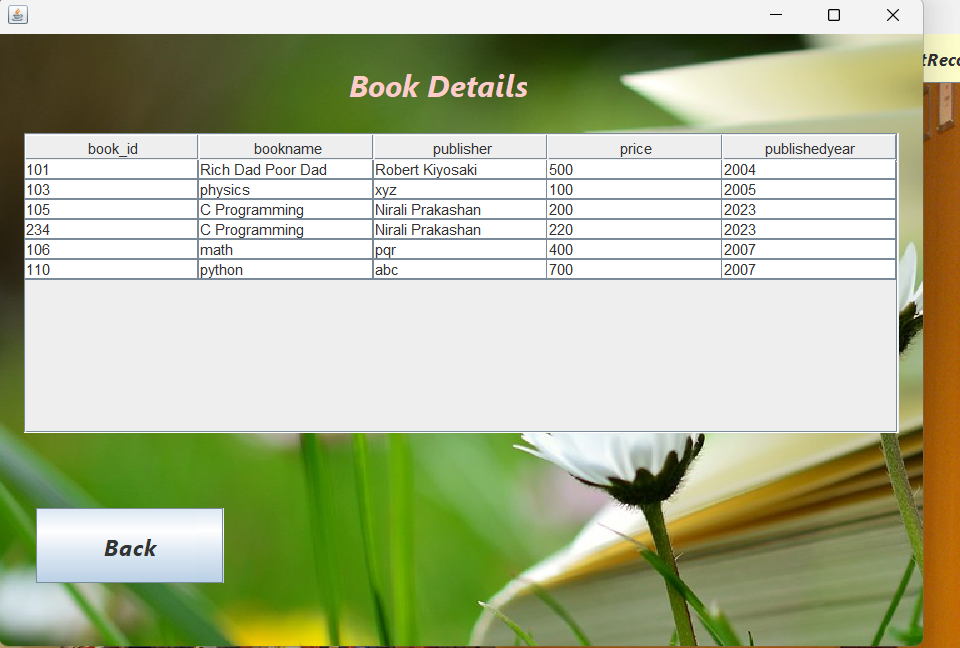 Book Details
tReco
book_id bookname publisher price publishedyear
101 Rich Dad Poor Dad Robert Kiyosaki 500 2004
103 physics xyz 100 2005
105 C Programming Nirali Prakashan 200 2023
234 C Programming Nirali Prakashan 220 2023
106 math pqr 400 2007
110 python abc 700 2007
Back